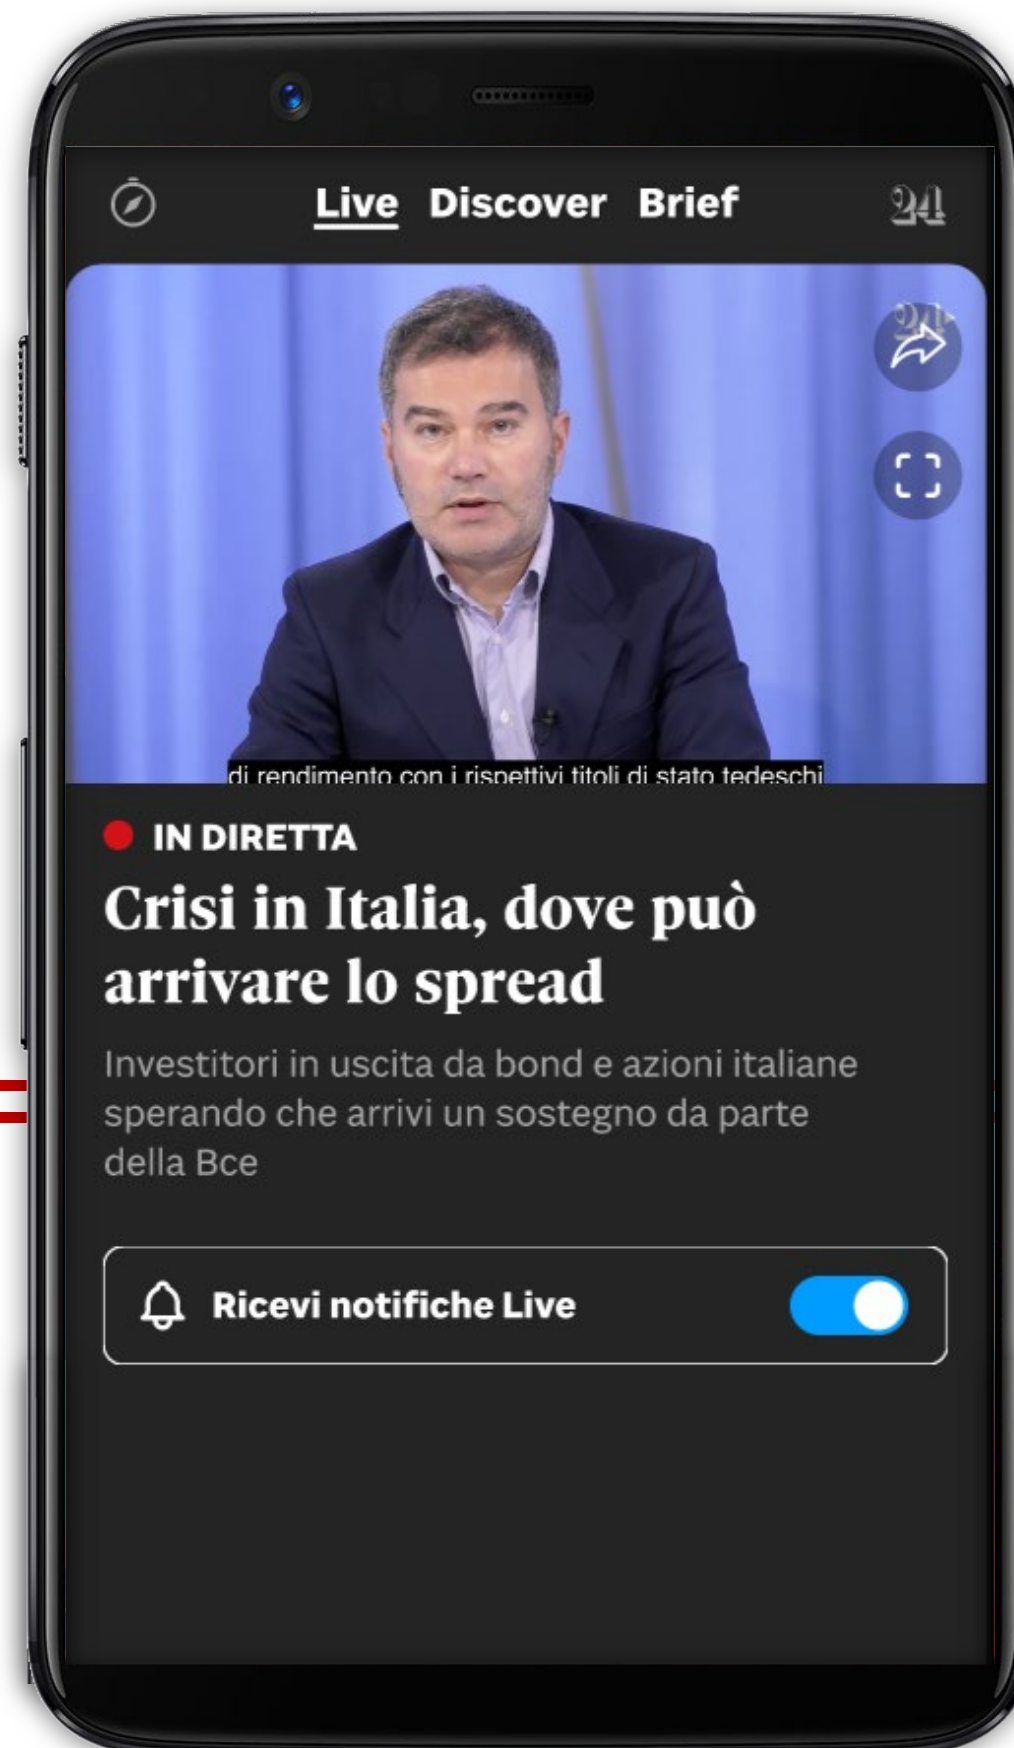 Live Discover Brief 24
24
di rendimento con i rispettivi titoli di stato tedeschi
IN DIRETTA
Crisi in Italia, dove può
arrivare lo spread
Investitori in uscita da bond e azioni italiane
sperando che arrivi un sostegno da parte
della Bce
Ricevi notifiche Live